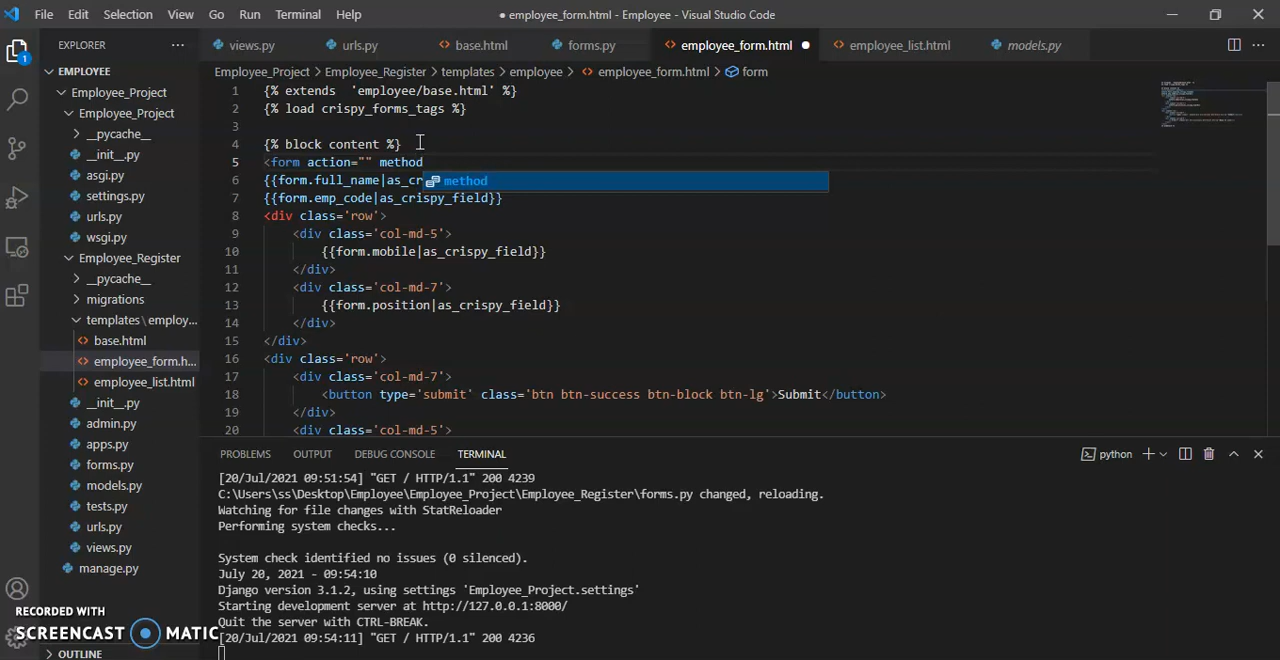 File Edit Selection View Go Run Terminal Help
● employee_form.html - Employee - Visual Studio Code
EXPLORER
views.py urls.py base.html forms.py employee_form.html employee_list.html models.py
Employee_Project > Employee_Register > templates > employee > employee_form.html > form
1
EMPLOYEE
Employee_Project
Employee_Project
__pycache__
__init__.py
asgi.py
settings.py
urls.py
wsgi.py
Employee_Register
__pycache__
migrations
templates\employ...
base.html
employee_form.h...
employee_list.html
__init__.py
admin.py
apps.py
forms.py
models.py
tests.py
urls.py
views.py
manage.py
OUTLINE
1 {% extends  'employee/base.html' %}
2 {% load crispy_forms_tags %}
3
4 {% block content %}
5 <form action="" method
6 {{form.full_name|as_cr
method
7 {{form.emp_code|as_crispy_field}}
8 <div class='row'>
9 <div class='col-md-5'>
10 {{form.mobile|as_crispy_field}}
11 </div>
12 <div class='col-md-7'>
13 {{form.position|as_crispy_field}}
14 </div>
15 </div>
16 <div class='row'>
17 <div class='col-md-7'>
18 <button type='submit' class='btn btn-success btn-block btn-lg'>Submit</button>
19 </div>
20 <div class='col-md-5'>
PROBLEMS OUTPUT DEBUG CONSOLE TERMINAL
python
[20/Jul/2021 09:51:54] "GET / HTTP/1.1" 200 4239
C:\Users\ss\Desktop\Employee\Employee_Project\Employee_Register\forms.py changed, reloading.
Watching for file changes with StatReloader
Performing system checks...
System check identified no issues (0 silenced).
July 20, 2021 - 09:54:10
Django version 3.1.2, using settings 'Employee_Project.settings'
Starting development server at http://127.0.0.1:8000/
Quit the server with CTRL-BREAK.
[20/Jul/2021 09:54:11] "GET / HTTP/1.1" 200 4236
RECORDED WITH
SCREENCAST MATIC